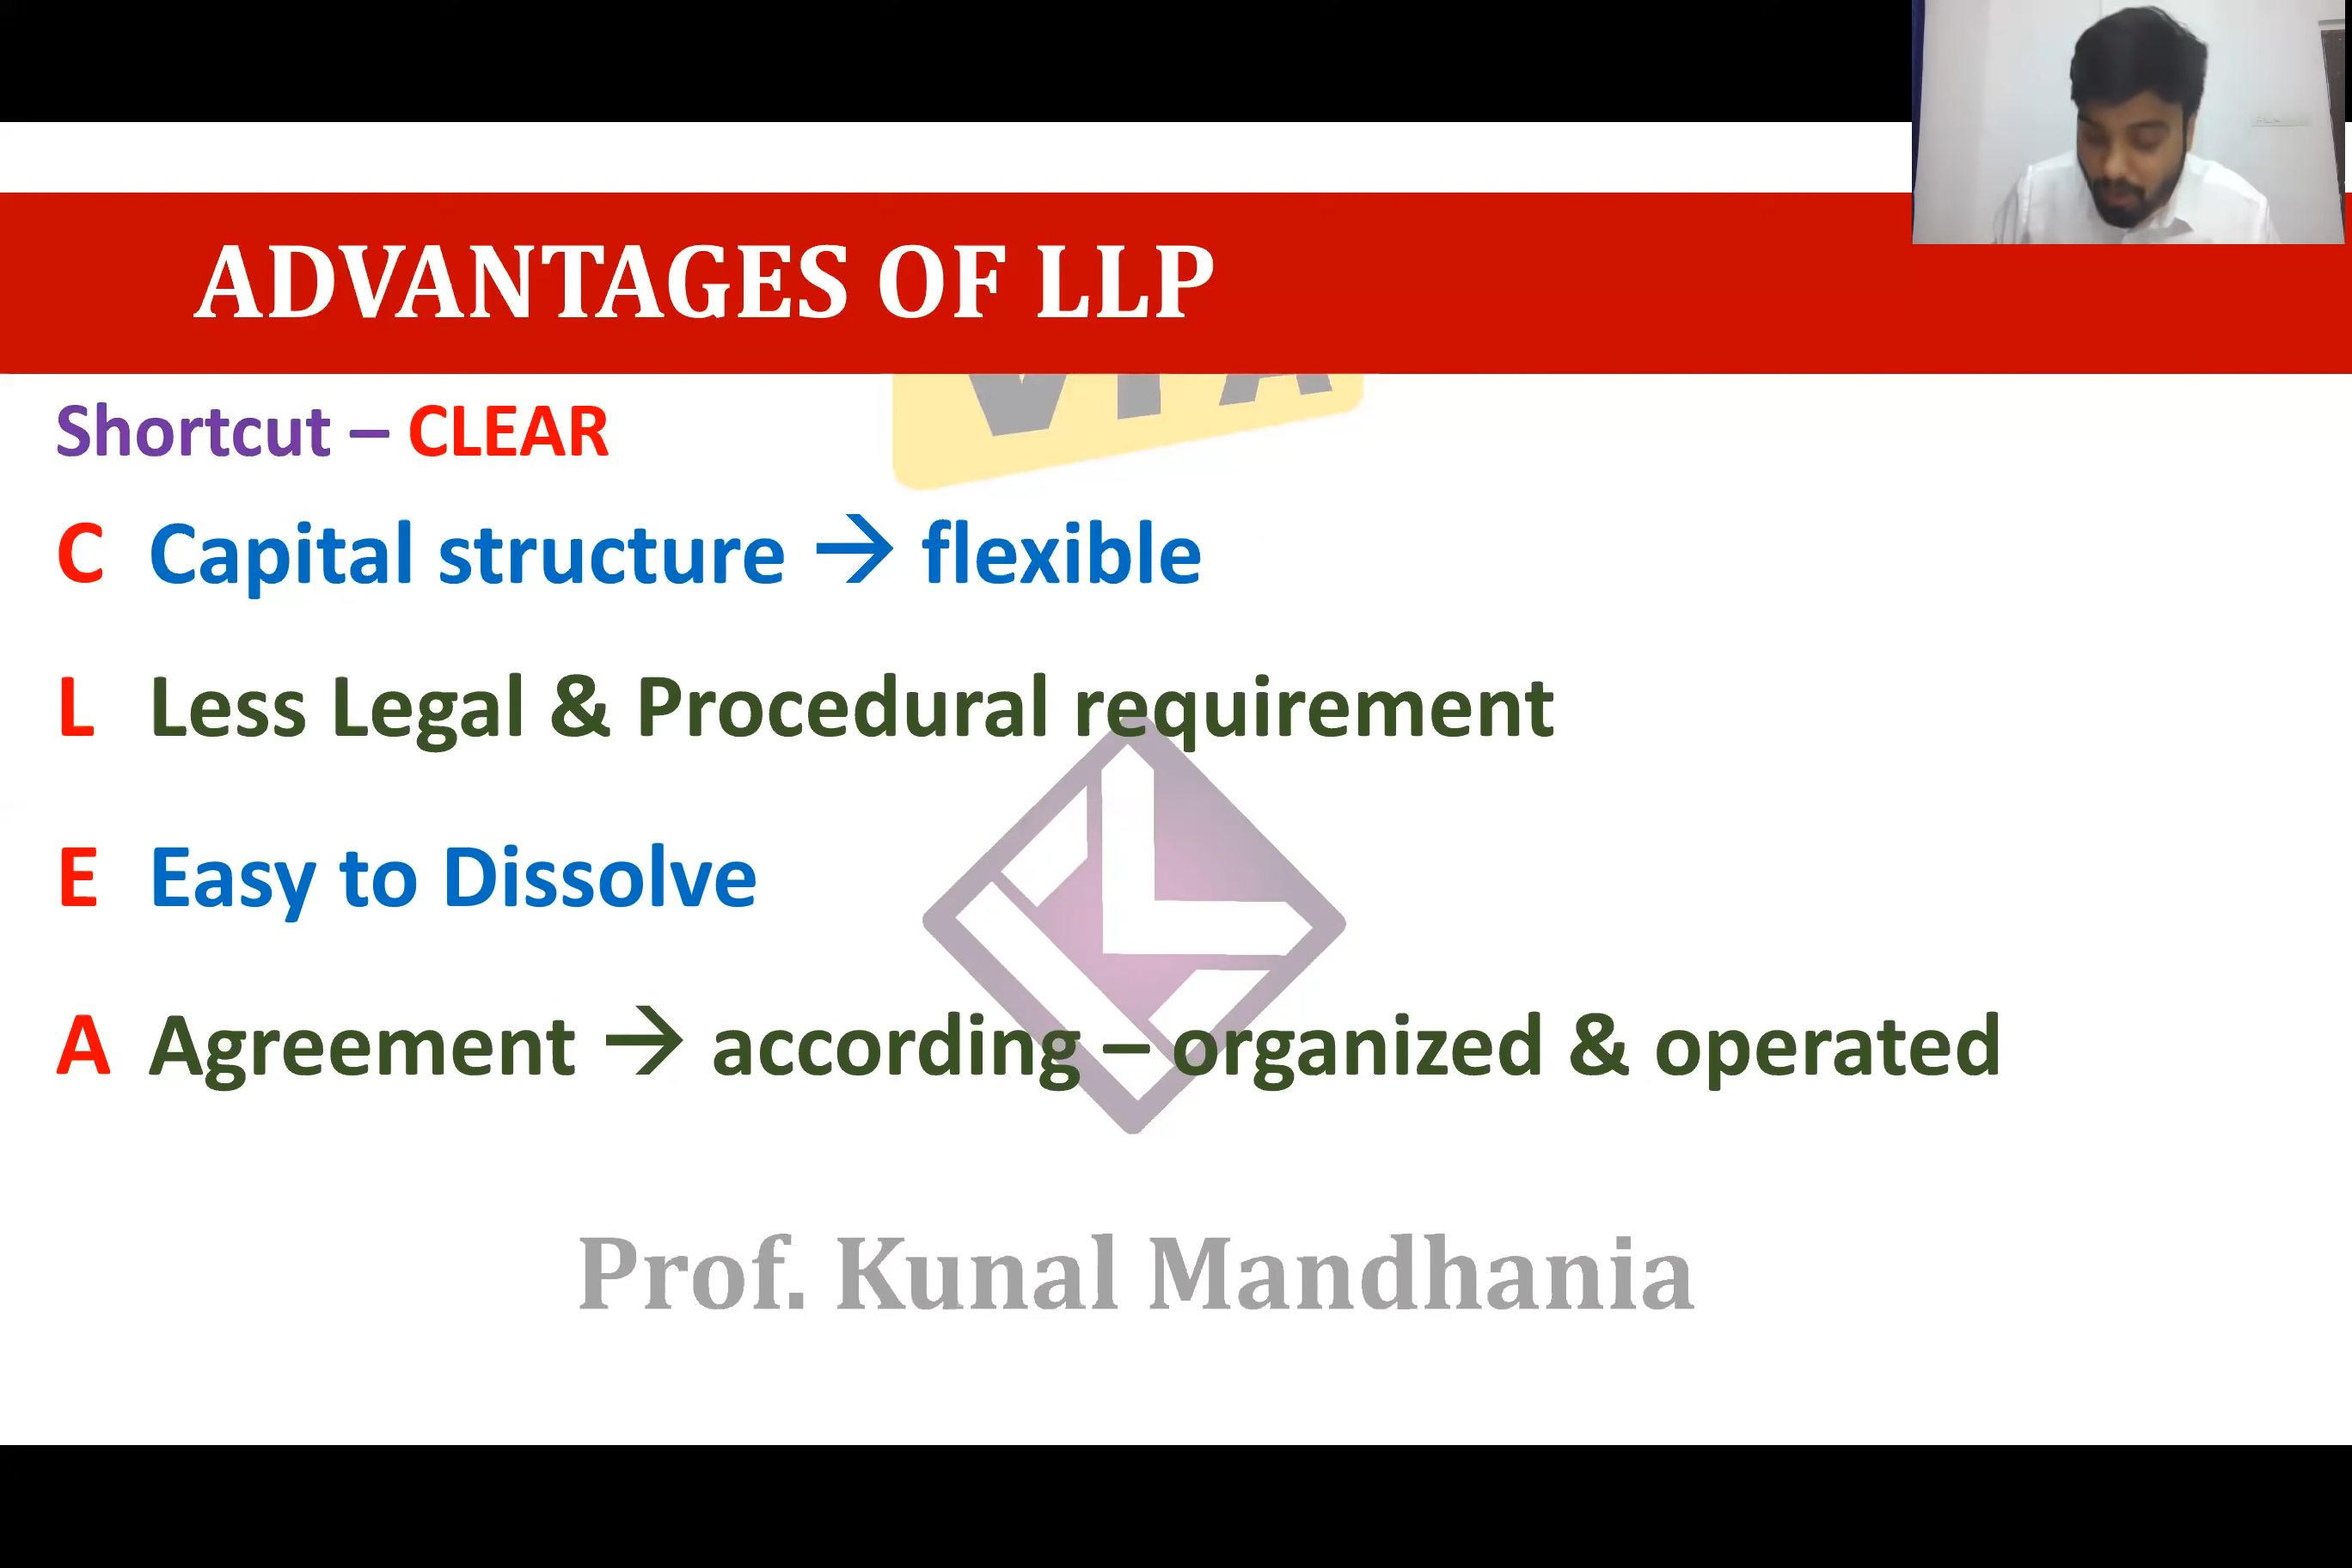 ADVANTAGES OF LLP
Shortcut – CLEAR
C Capital structure → flexible
L Less Legal & Procedural requirement
E Easy to Dissolve
A Agreement → according – organized & operated
Prof. Kunal Mandhania